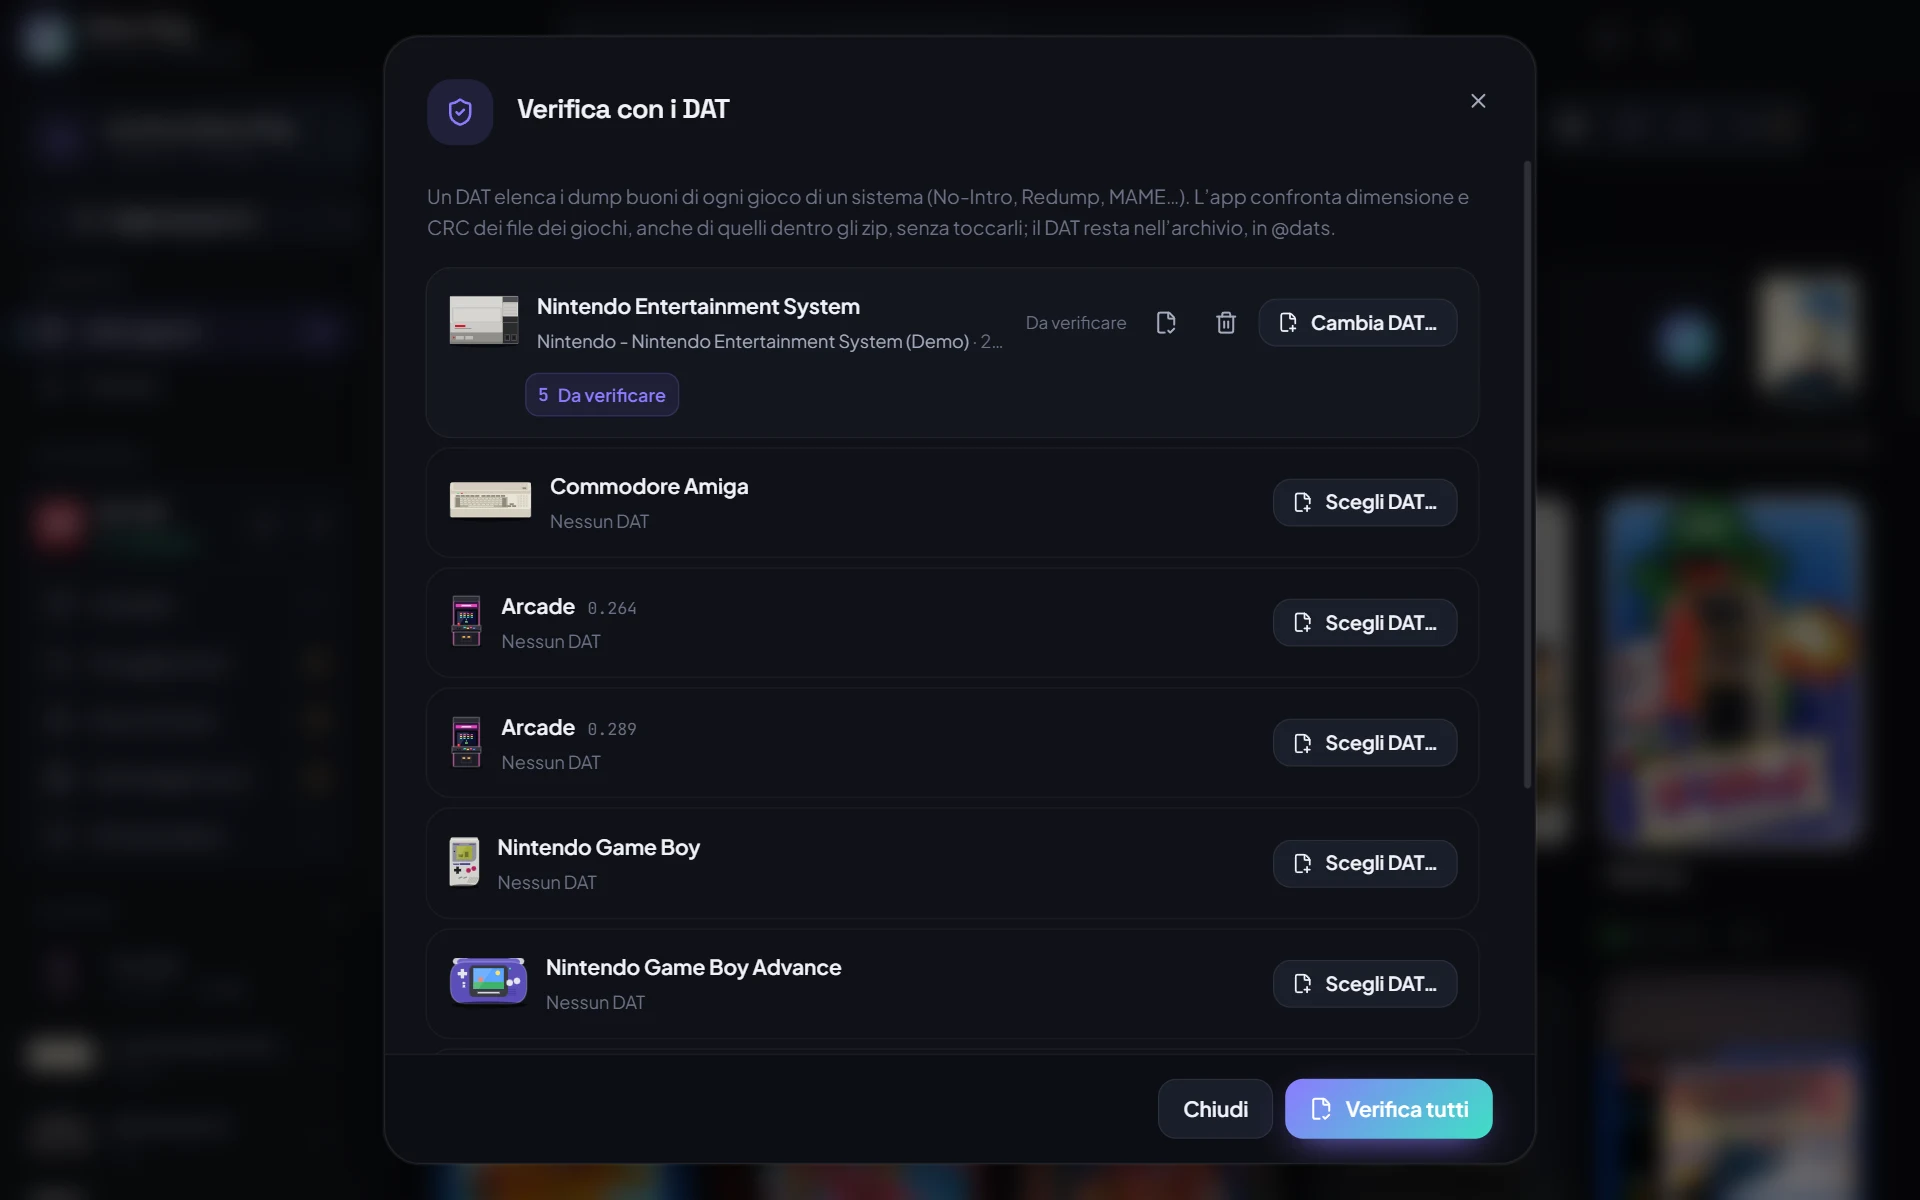 Verifica con i DAT
Un DAT elenca i dump buoni di ogni gioco di un sistema (No-Intro, Redump, MAME…). L’app confronta dimensione e
CRC dei file dei giochi, anche di quelli dentro gli zip, senza toccarli; il DAT resta nell’archivio, in @dats.
Nintendo Entertainment System
Nintendo - Nintendo Entertainment System (Demo) · 2…
Da verificare
Cambia DAT…
5 Da verificare
Commodore Amiga
Nessun DAT
Scegli DAT…
Arcade 0.264
Nessun DAT
Scegli DAT…
Arcade 0.289
Nessun DAT
Scegli DAT…
Nintendo Game Boy
Nessun DAT
Scegli DAT…
Nintendo Game Boy Advance
Nessun DAT
Scegli DAT…
Chiudi
Verifica tutti